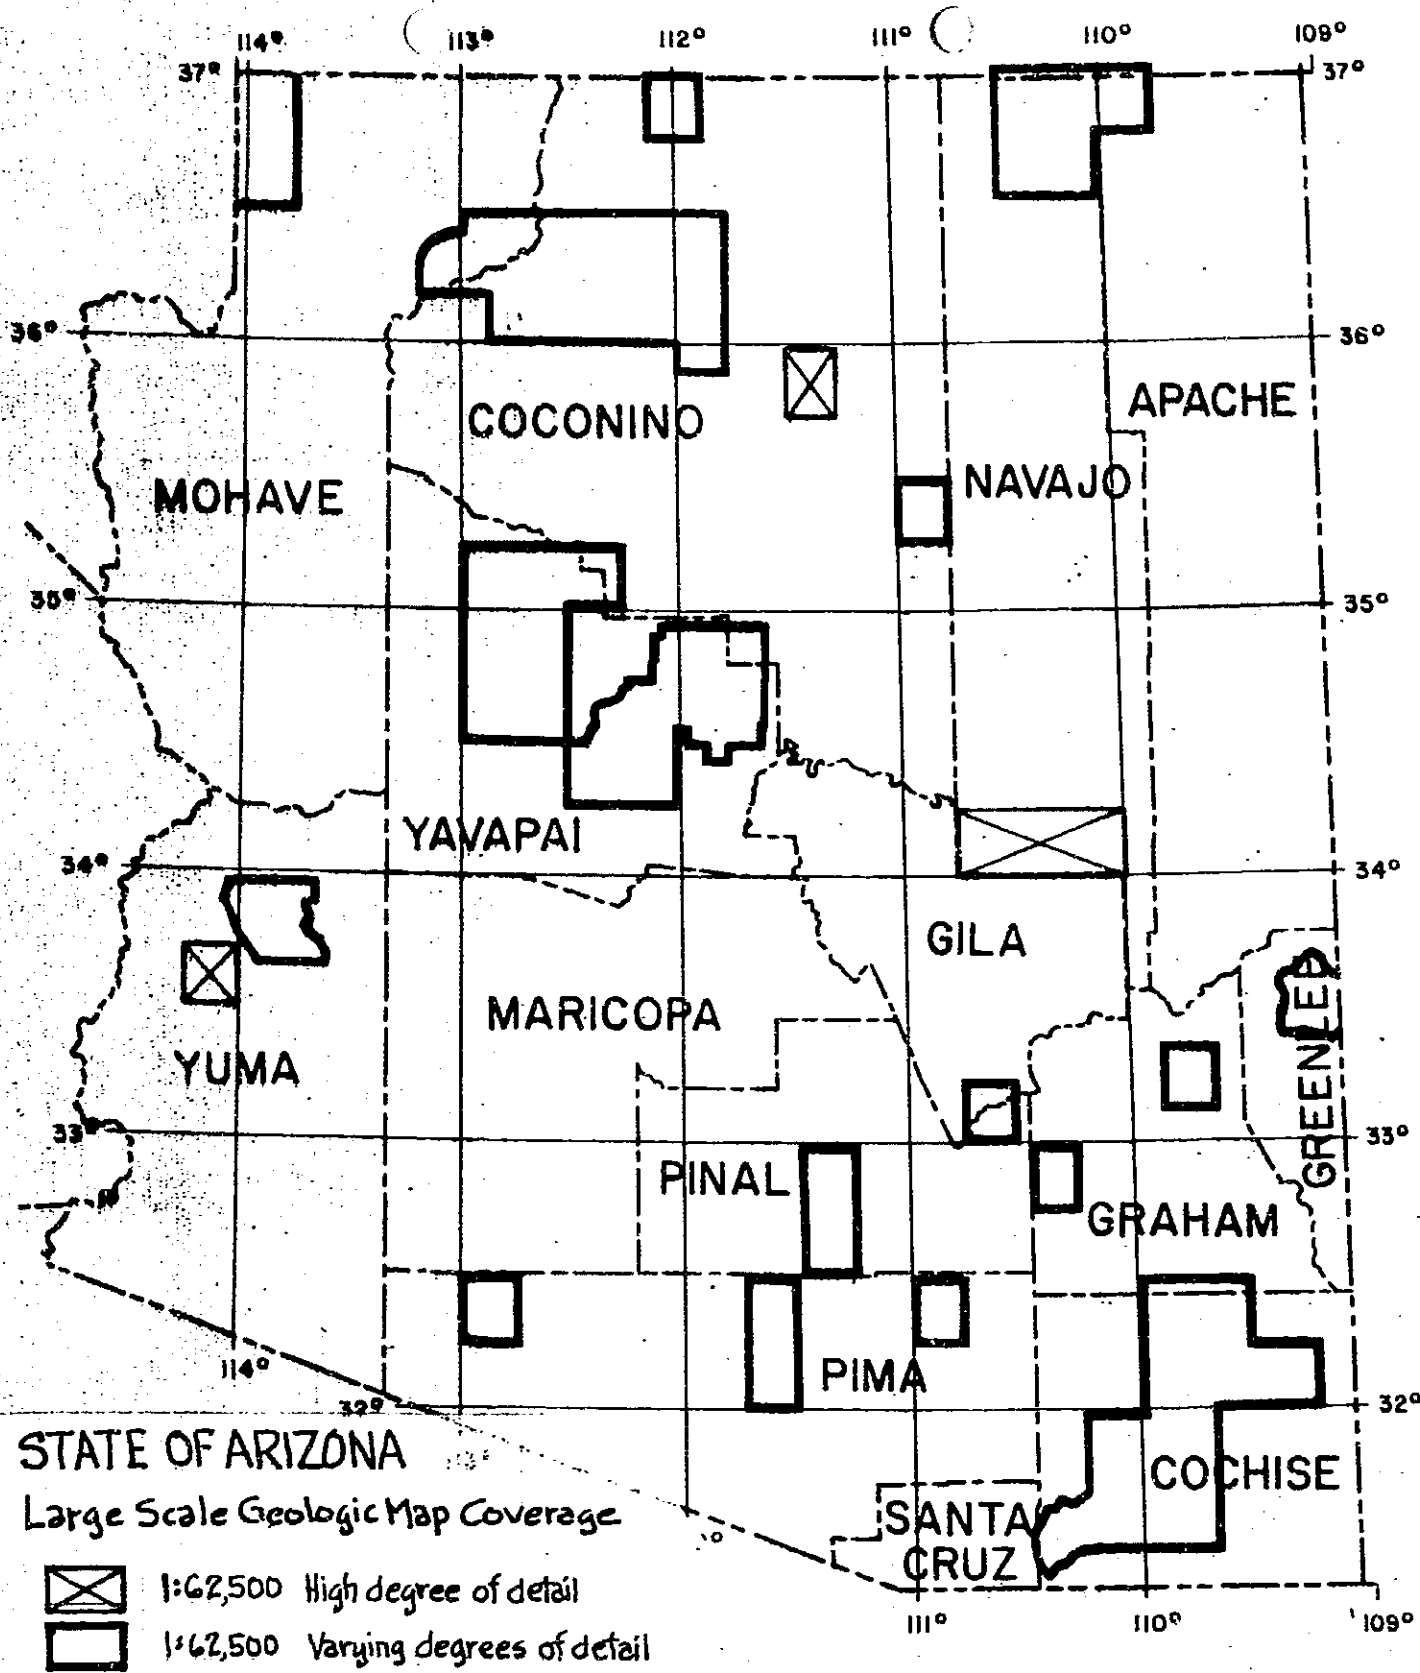 114° 113° 112° 111° 110° 109°
37° 37°
36° 36°
COCONINO APACHE
MOHAVE NAVAJO
35° 35°
YAVAPAI
34° 34°
GILA
MARICOPA
YUMA GREENLEE
33 33°
PINAL
GRAHAM
PIMA
114°
32° 32°
STATE OF ARIZONA
COCHISE
Large Scale Geologic Map Coverage
SANTA
CRUZ
1:62,500 High degree of detail
1:62,500 Varying degrees of detail
111° 110° 109°